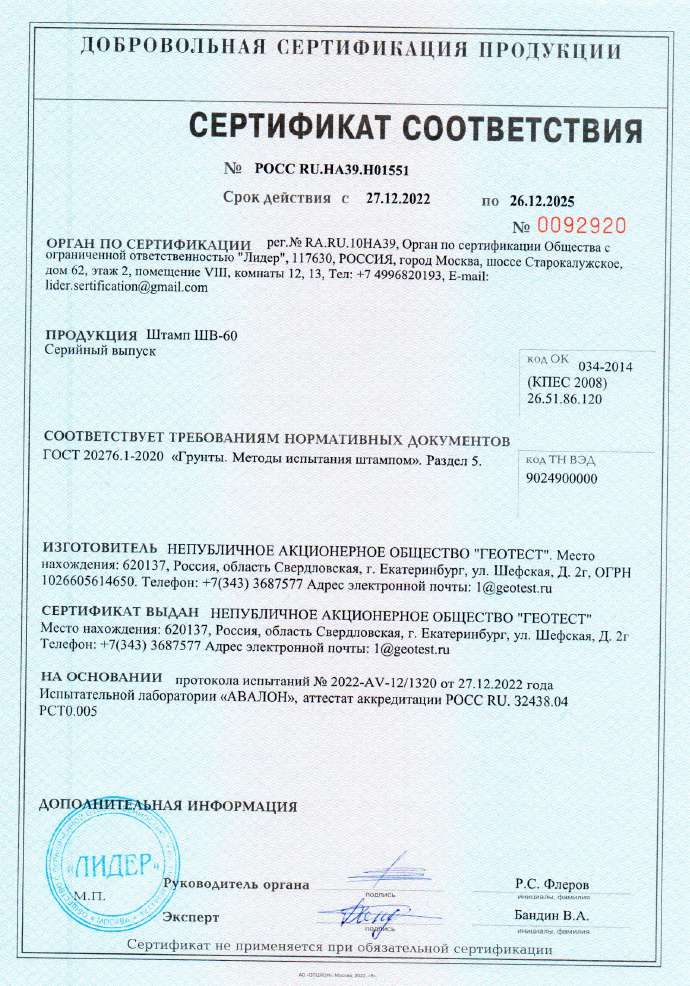 ДОБРОВОЛЬНАЯ СЕРТИФИКАЦИЯ ПРОДУКЦИИ
СЕРТИФИКАТ СООТВЕТСТВИЯ
№ РОСС RU.НА39.Н01551
Срок действия с 27.12.2022 по 26.12.2025
№ 0092920
ОРГАН ПО СЕРТИФИКАЦИИ рег.№ RA.RU.10НА39, Орган по сертификации Общества с
ограниченной ответственностью "Лидер", 117630, РОССИЯ, город Москва, шоссе Старокалужское,
дом 62, этаж 2, помещение VIII, комнаты 12, 13, Тел: +7 4996820193, E-mail:
lider.sertification@gmail.com
ПРОДУКЦИЯ Штамп ШВ-60
Серийный выпуск
код ОК 034-2014
(КПЕС 2008)
26.51.86.120
СООТВЕТСТВУЕТ ТРЕБОВАНИЯМ НОРМАТИВНЫХ ДОКУМЕНТОВ
ГОСТ 20276.1-2020 «Грунты. Методы испытания штампом». Раздел 5.
код ТН ВЭД
9024900000
ИЗГОТОВИТЕЛЬ НЕПУБЛИЧНОЕ АКЦИОНЕРНОЕ ОБЩЕСТВО "ГЕОТЕСТ". Место
нахождения: 620137, Россия, область Свердловская, г. Екатеринбург, ул. Шефская, Д. 2г, ОГРН
1026605614650. Телефон: +7(343) 3687577 Адрес электронной почты: 1@geotest.ru
СЕРТИФИКАТ ВЫДАН НЕПУБЛИЧНОЕ АКЦИОНЕРНОЕ ОБЩЕСТВО "ГЕОТЕСТ"
Место нахождения: 620137, Россия, область Свердловская, г. Екатеринбург, ул. Шефская, Д. 2г
Телефон: +7(343) 3687577 Адрес электронной почты: 1@geotest.ru
НА ОСНОВАНИИ протокола испытаний № 2022-AV-12/1320 от 27.12.2022 года
Испытательной лаборатории «АВАЛОН», аттестат аккредитации РОСС RU. 32438.04
РСТ0.005
ДОПОЛНИТЕЛЬНАЯ ИНФОРМАЦИЯ
«ЛИДЕР»
МОСКВА
М.П.
Руководитель органа
подпись
Р.С. Флеров
инициалы, фамилия
Эксперт
подпись
Бандин В.А.
инициалы, фамилия
Сертификат не применяется при обязательной сертификации